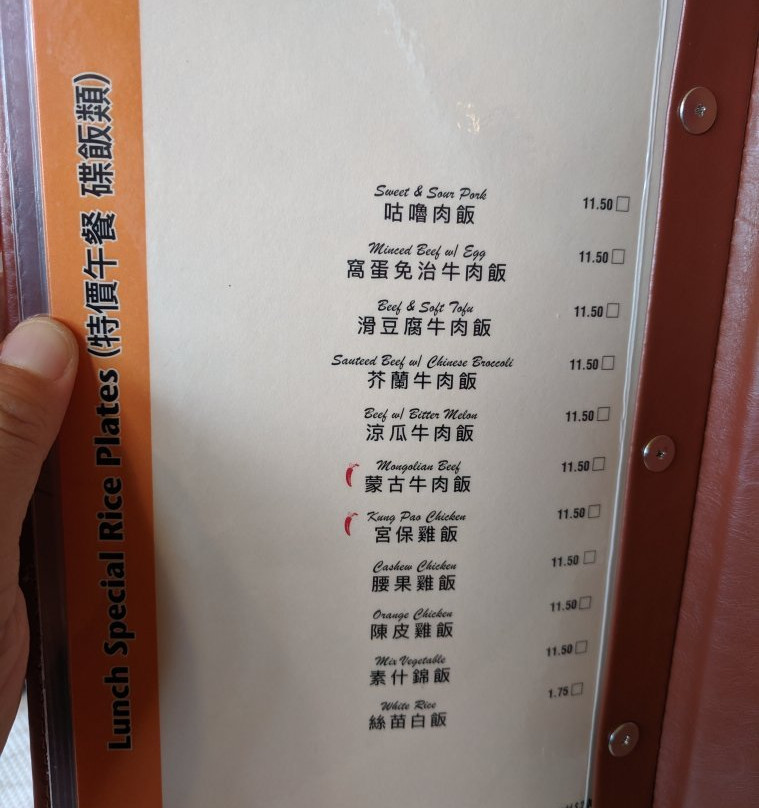 Lunch Special Rice Plates (特價午餐 碟飯類)
Sweet & Sour Pork
咕嚕肉飯 11.50
Minced Beef w/ Egg
窩蛋免治牛肉飯 11.50
Beef & Soft Tofu
滑豆腐牛肉飯 11.50
Sauteed Beef w/ Chinese Broccoli
芥蘭牛肉飯 11.50
Beef w/ Bitter Melon
涼瓜牛肉飯 11.50
Mongolian Beef
蒙古牛肉飯 11.50
Kung Pao Chicken
宮保雞飯 11.50
Cashew Chicken
腰果雞飯 11.50
Orange Chicken
陳皮雞飯 11.50
Mix Vegetable
素什錦飯 11.50
White Rice
絲苗白飯 1.75